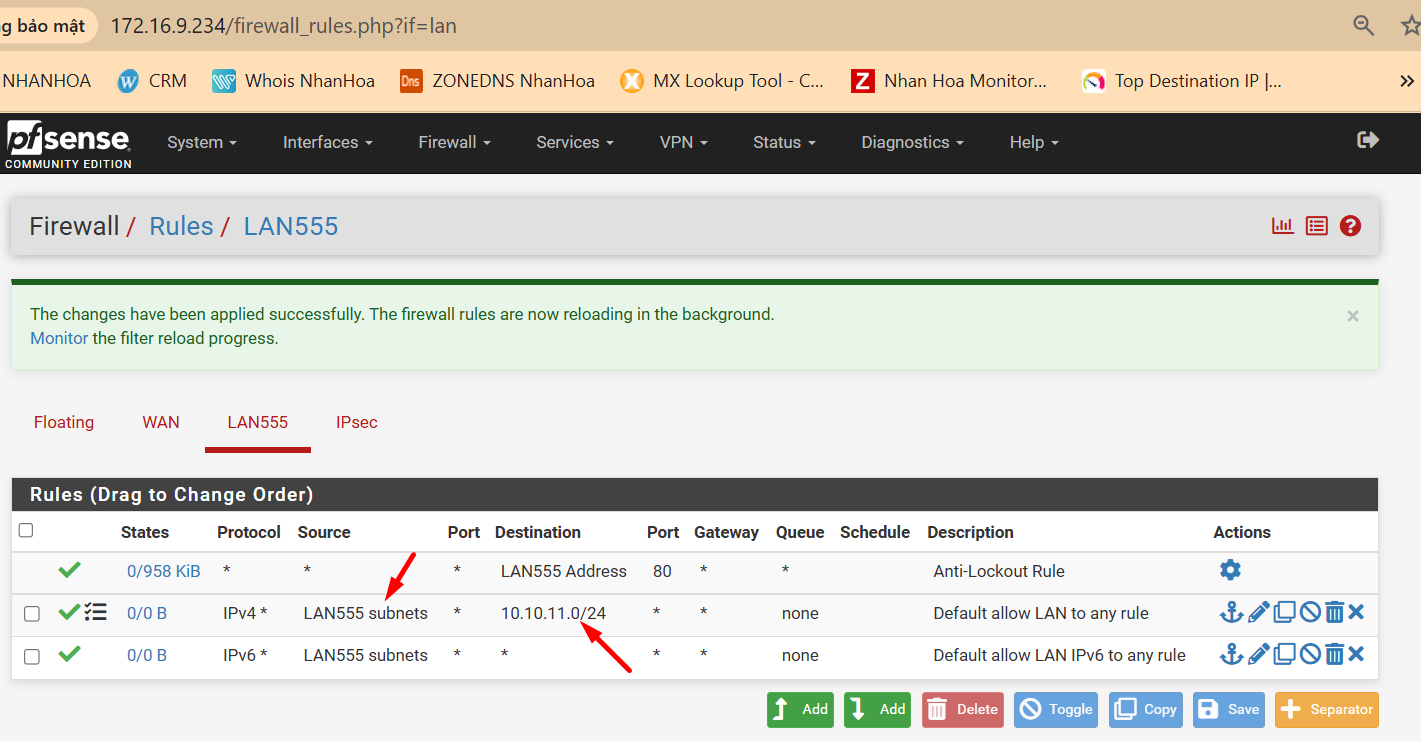 g bảo mật 172.16.9.234/firewall_rules.php?if=lan
NHANHOA CRM Whois NhanHoa ZONEDNS NhanHoa MX Lookup Tool - C... Nhan Hoa Monitor... Top Destination IP |... »
pfsense System Interfaces Firewall Services VPN Status Diagnostics Help
COMMUNITY EDITION
Firewall / Rules / LAN555
The changes have been applied successfully. The firewall rules are now reloading in the background.
Monitor the filter reload progress.
Floating WAN LAN555 IPsec
Rules (Drag to Change Order)
States Protocol Source Port Destination Port Gateway Queue Schedule Description Actions
0/958 KiB * * * LAN555 Address 80 * * Anti-Lockout Rule
0/0 B IPv4 * LAN555 subnets * 10.10.11.0/24 * * none Default allow LAN to any rule
0/0 B IPv6 * LAN555 subnets * * * * none Default allow LAN IPv6 to any rule
Add Add Delete Toggle Copy Save Separator